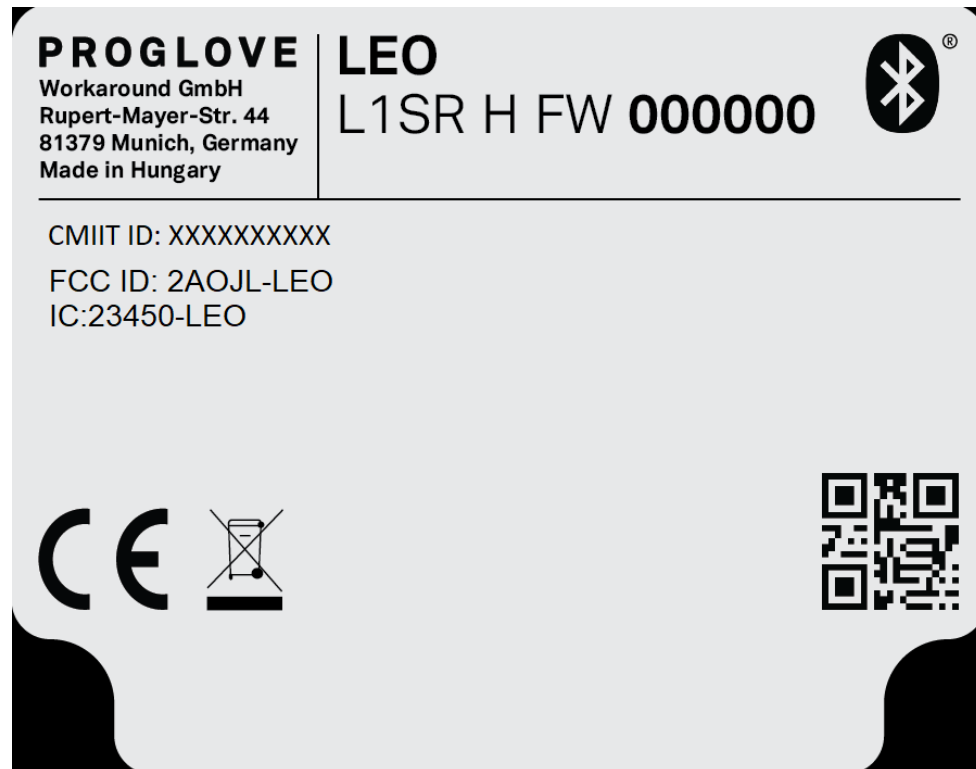 PROGLOVE
Workaround GmbH
Rupert-Mayer-Str. 44
81379 Munich, Germany
Made in Hungary
LEO
L1SR H FW 000000
®
CMIIT ID: XXXXXXXXXX
FCC ID: 2AOJL-LEO
IC:23450-LEO
CE